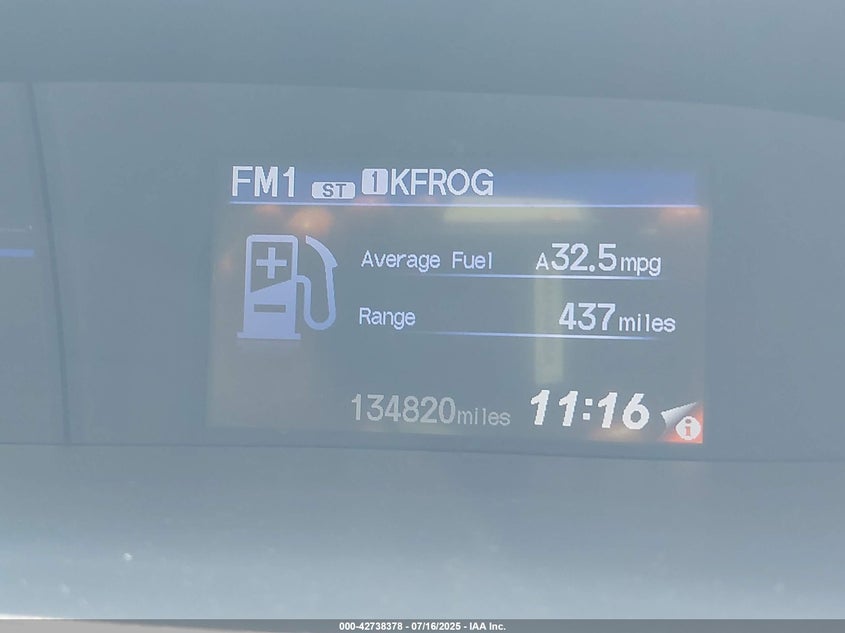 FM1 ST 1 KFROG
Average Fuel A32.5mpg
Range 437miles
134820miles 11:16 i
000-42738378 - 07/16/2025 - IAA Inc.